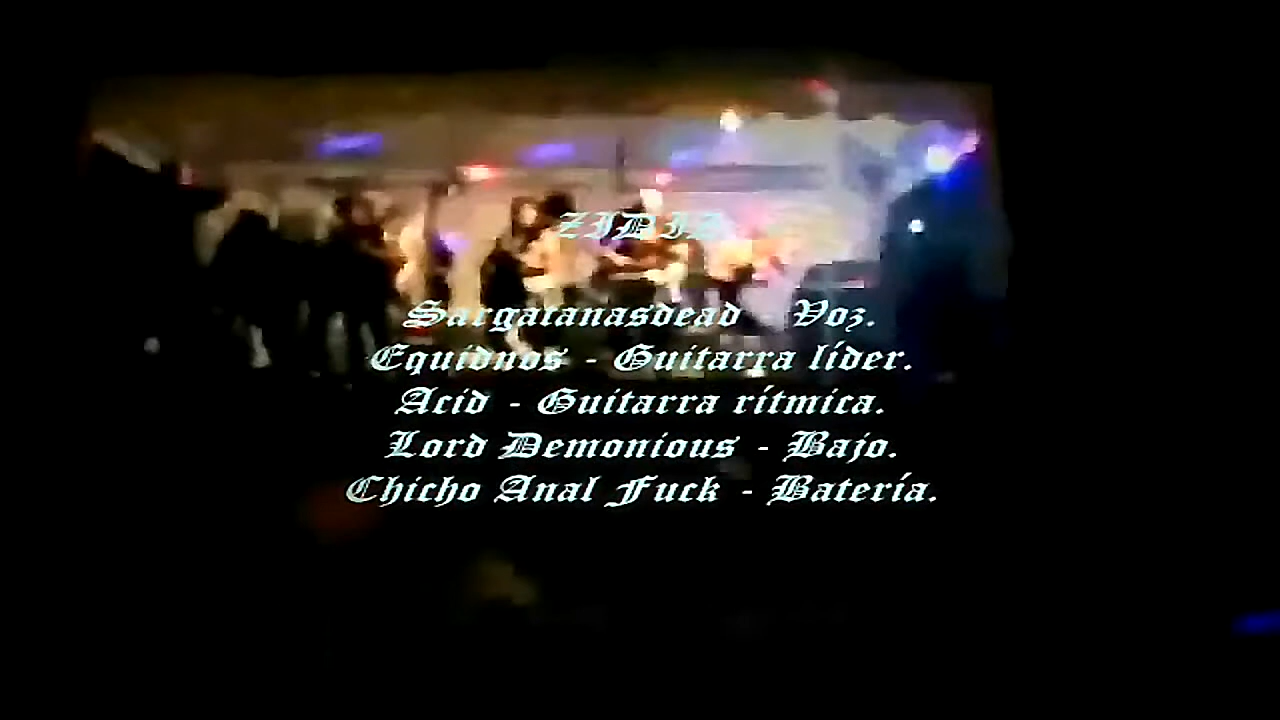 Sargatanasdead - Voz.
Equidnos - Guitarra líder.
Acid - Guitarra rítmica.
Lord Demonious - Bajo.
Chicho Anal Fuck - Batería.